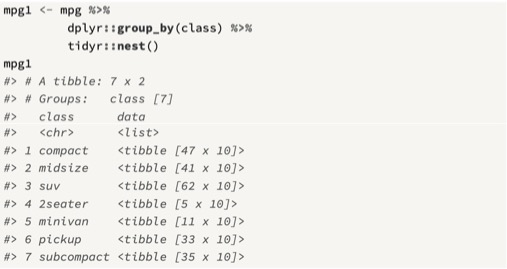 mpg1 <- mpg %>%
        dplyr::group_by(class) %>%
        tidyr::nest()
mpg1
#> # A tibble: 7 x 2
#> # Groups:   class [7]
#>   class      data
#>   <chr>      <list>
#> 1 compact    <tibble [47 x 10]>
#> 2 midsize    <tibble [41 x 10]>
#> 3 suv        <tibble [62 x 10]>
#> 4 2seater    <tibble [5 x 10]>
#> 5 minivan    <tibble [11 x 10]>
#> 6 pickup     <tibble [33 x 10]>
#> 7 subcompact <tibble [35 x 10]>